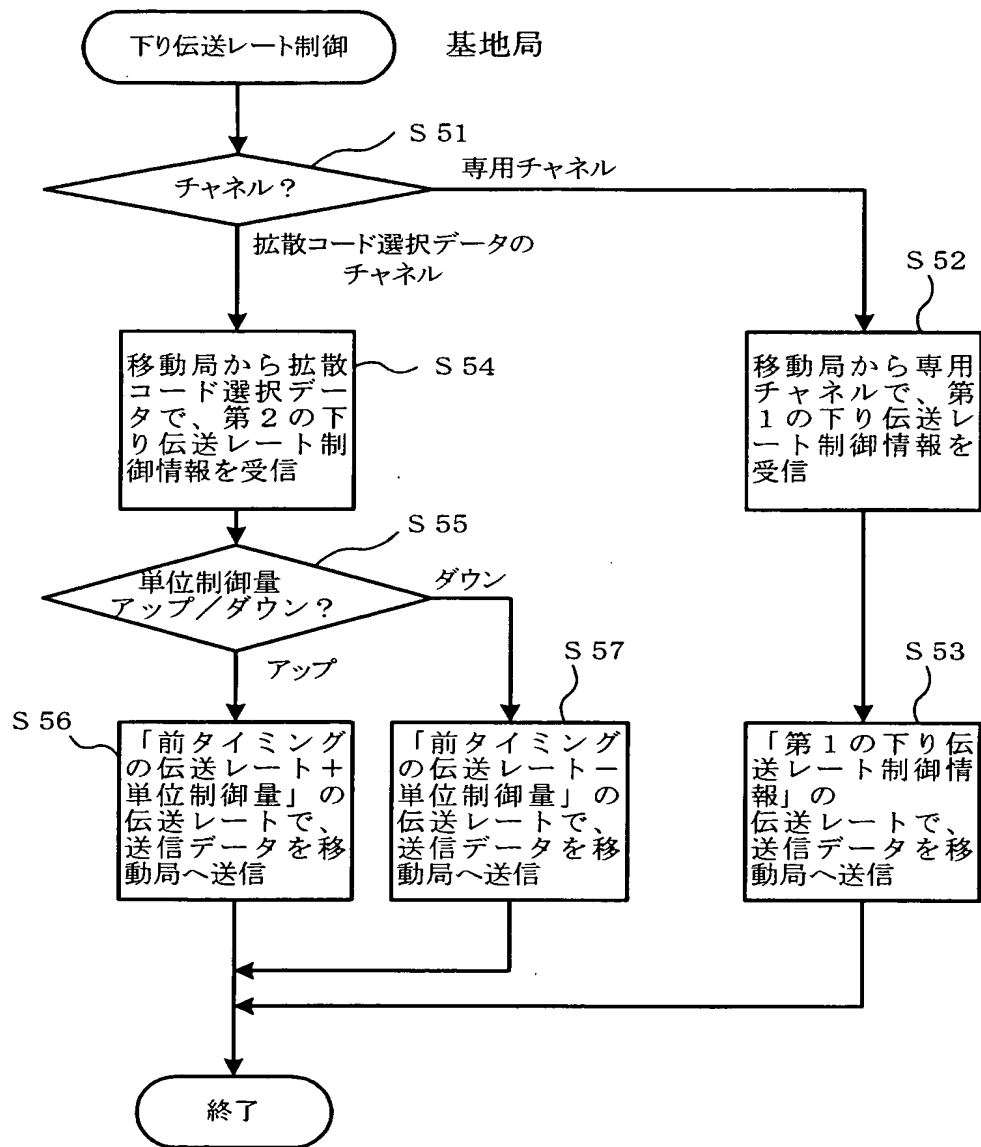 下り伝送レート制御
基地局
S 51
チャネル？
専用チャネル
拡散コード選択データの
チャネル
S 52
S 54
移動局から拡散
コード選択デー
タで、第２の下
り伝送レート制
御情報を受信
移動局から専用
チャネルで、第
１の下り伝送レ
ート制御情報を
受信
S 55
単位制御量
アップ／ダウン？
ダウン
アップ
S 57
S 53
S 56
「前タイミング
の伝送レート＋
単位制御量」の
伝送レートで、
送信データを移
動局へ送信
「前タイミング
の伝送レート－
単位制御量」の
伝送レートで、
送信データを移
動局へ送信
「第１の下り伝
送レート制御情
報」の
伝送レートで、
送信データを移
動局へ送信
終了